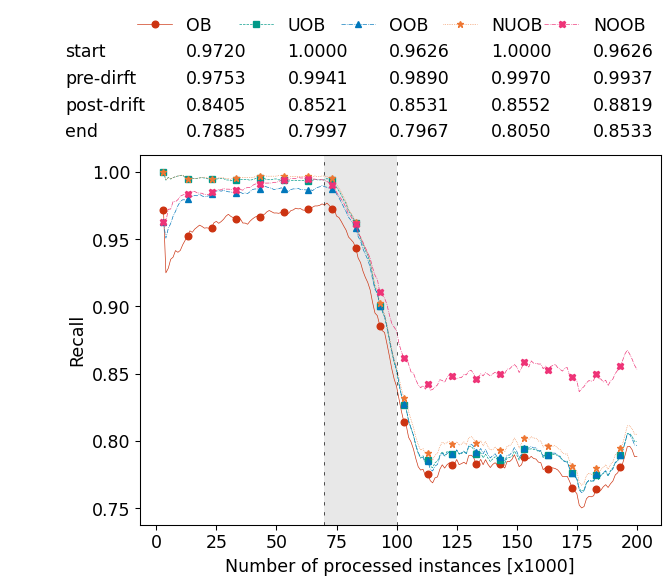 OB UOB OOB NUOB NOOB
start 0.9720 1.0000 0.9626 1.0000 0.9626
pre-dirft 0.9753 0.9941 0.9890 0.9970 0.9937
post-drift 0.8405 0.8521 0.8531 0.8552 0.8819
end 0.7885 0.7997 0.7967 0.8050 0.8533
1.00
0.95
0.90
0.85
0.80
0.75
Recall
0 25 50 75 100 125 150 175 200
Number of processed instances [x1000]